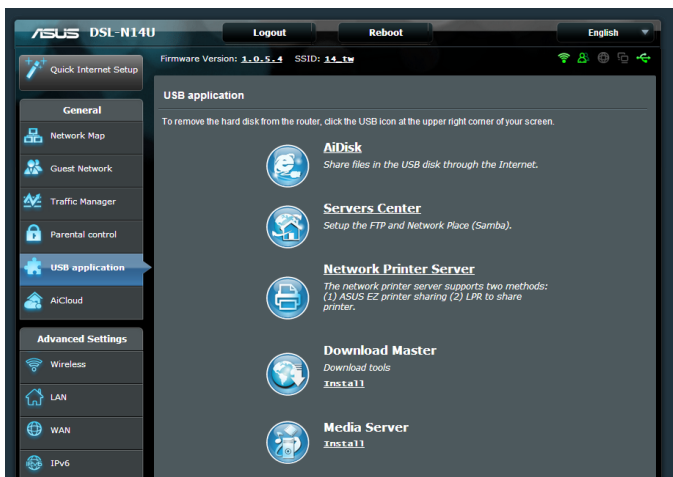 ASUS DSL-N14U
Logout
Reboot
English
Quick Internet Setup
Firmware Version: 1.0.5.4 SSID: 14_tw
General
Network Map
Guest Network
Traffic Manager
Parental control
USB application
AiCloud
Advanced Settings
Wireless
LAN
WAN
IPv6
USB application
To remove the hard disk from the router, click the USB icon at the upper right corner of your screen.
AiDisk
Share files in the USB disk through the Internet.
Servers Center
Setup the FTP and Network Place (Samba).
Network Printer Server
The network printer server supports two methods:
(1) ASUS EZ printer sharing (2) LPR to share
printer.
Download Master
Download tools
Install
Media Server
Install